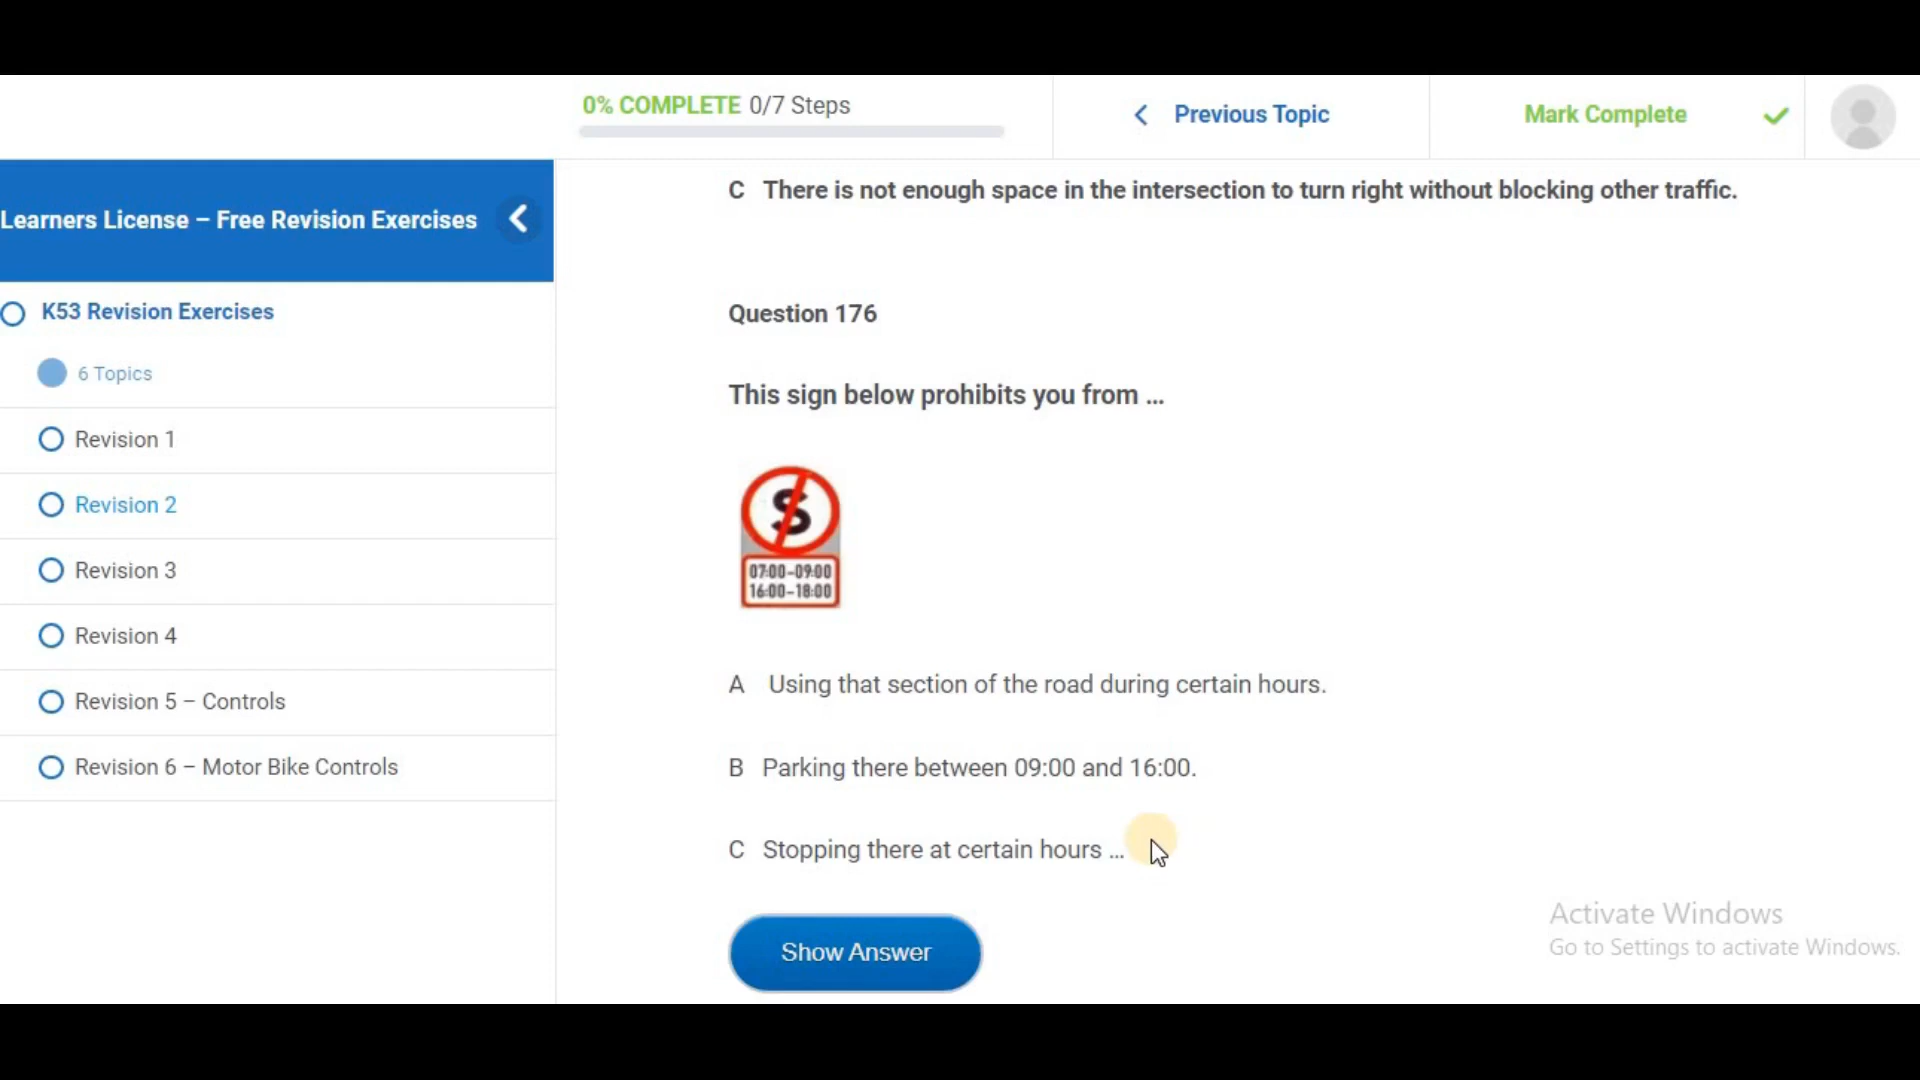 0% COMPLETE 0/7 Steps
Previous Topic
Mark Complete
Learners License – Free Revision Exercises
K53 Revision Exercises
6 Topics
Revision 1
Revision 2
Revision 3
Revision 4
Revision 5 – Controls
Revision 6 – Motor Bike Controls
C There is not enough space in the intersection to turn right without blocking other traffic.
Question 176
This sign below prohibits you from ...
S
07:00-09:00
16:00-18:00
A Using that section of the road during certain hours.
B Parking there between 09:00 and 16:00.
C Stopping there at certain hours ...
Show Answer
Activate Windows
Go to Settings to activate Windows.